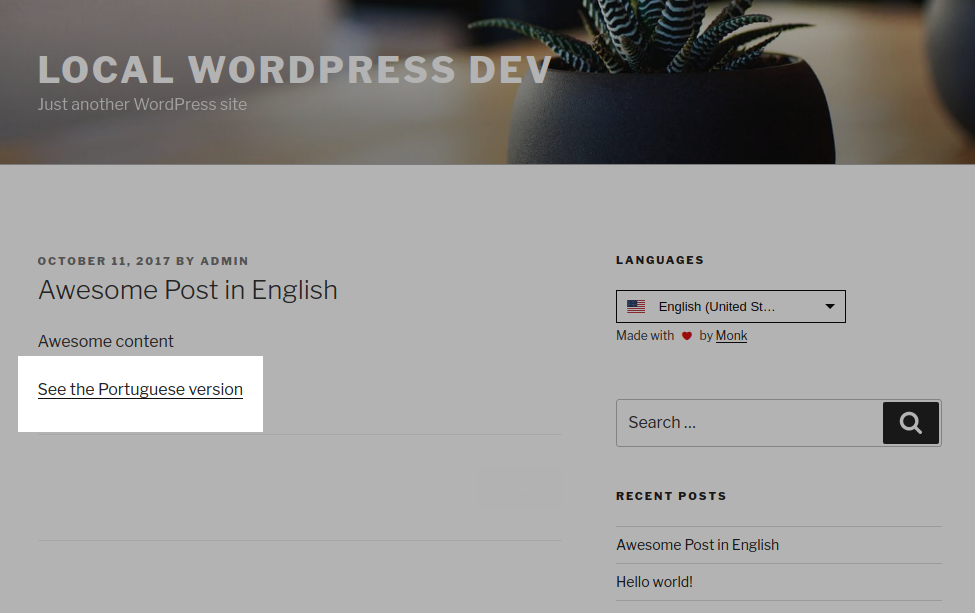 LOCAL WORDPRESS DEV
Just another WordPress site
OCTOBER 11, 2017 BY ADMIN
Awesome Post in English
Awesome content
See the Portuguese version
LANGUAGES
English (United St...
Made with ❤ by Monk
Search ...
RECENT POSTS
Awesome Post in English
Hello world!